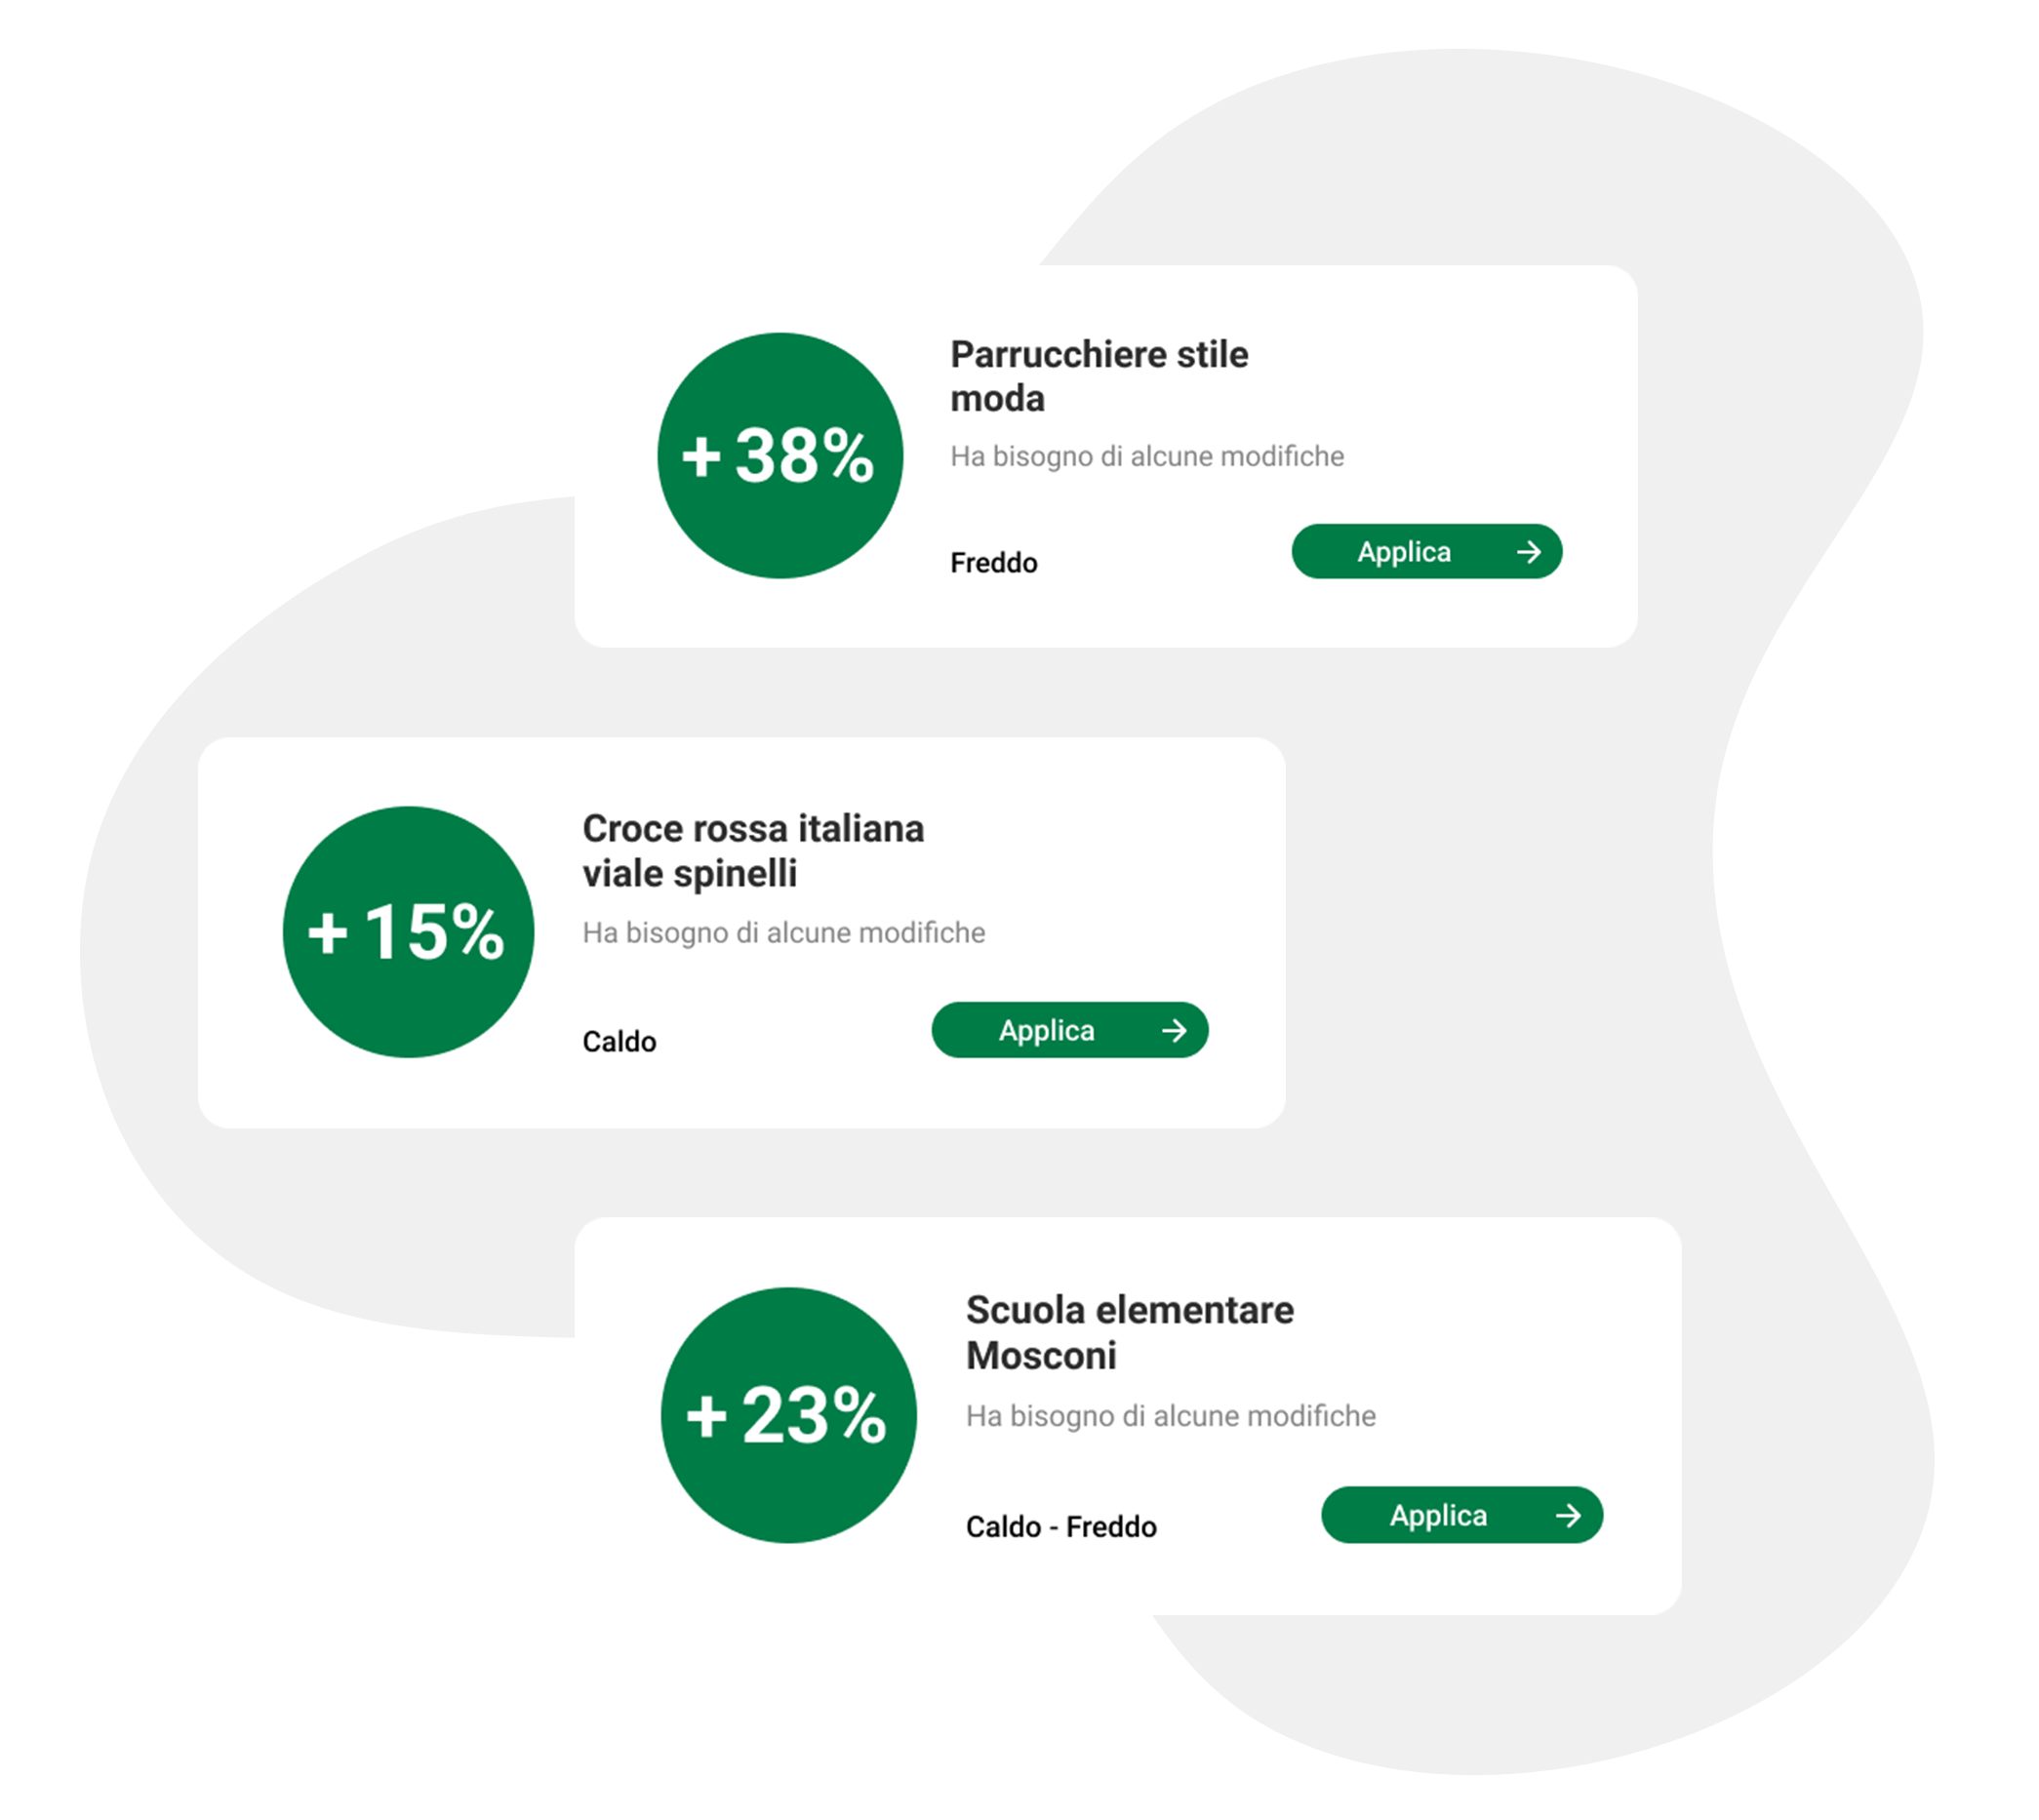 + 38%
Parrucchiere stile
moda
Ha bisogno di alcune modifiche
Freddo
Applica
+ 15%
Croce rossa italiana
viale spinelli
Ha bisogno di alcune modifiche
Caldo
Applica
+ 23%
Scuola elementare
Mosconi
Ha bisogno di alcune modifiche
Caldo - Freddo
Applica